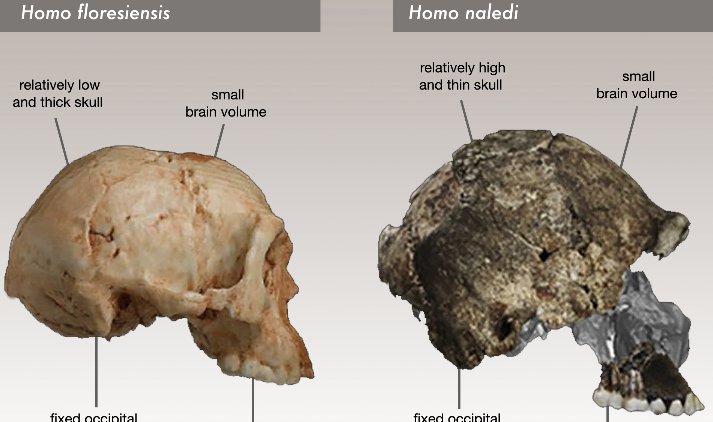 Homo floresiensis
relatively low
and thick skull
small
brain volume
fixed occipital
Homo naledi
relatively high
and thin skull
small
brain volume
fixed occipital